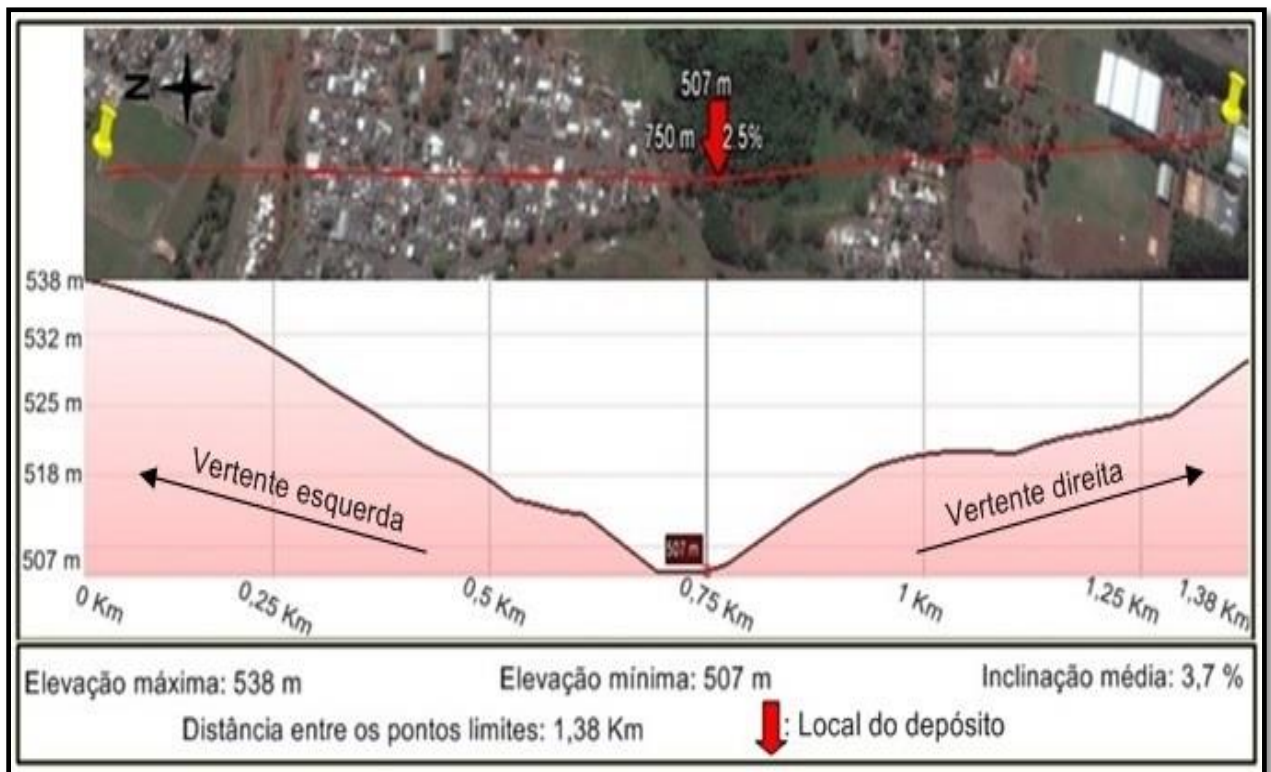 N
507 m
750 m 2.5%
538 m
532 m
525 m
518 m
507 m
Vertente esquerda
Vertente direita
507 m
0 Km
0,25 Km
0,5 Km
0,75 Km
1 Km
1.25 Km
1,38 Km
Elevação máxima: 538 m
Elevação mínima: 507 m
Inclinação média: 3,7 %
Distância entre os pontos limites: 1,38 Km
: Local do depósito